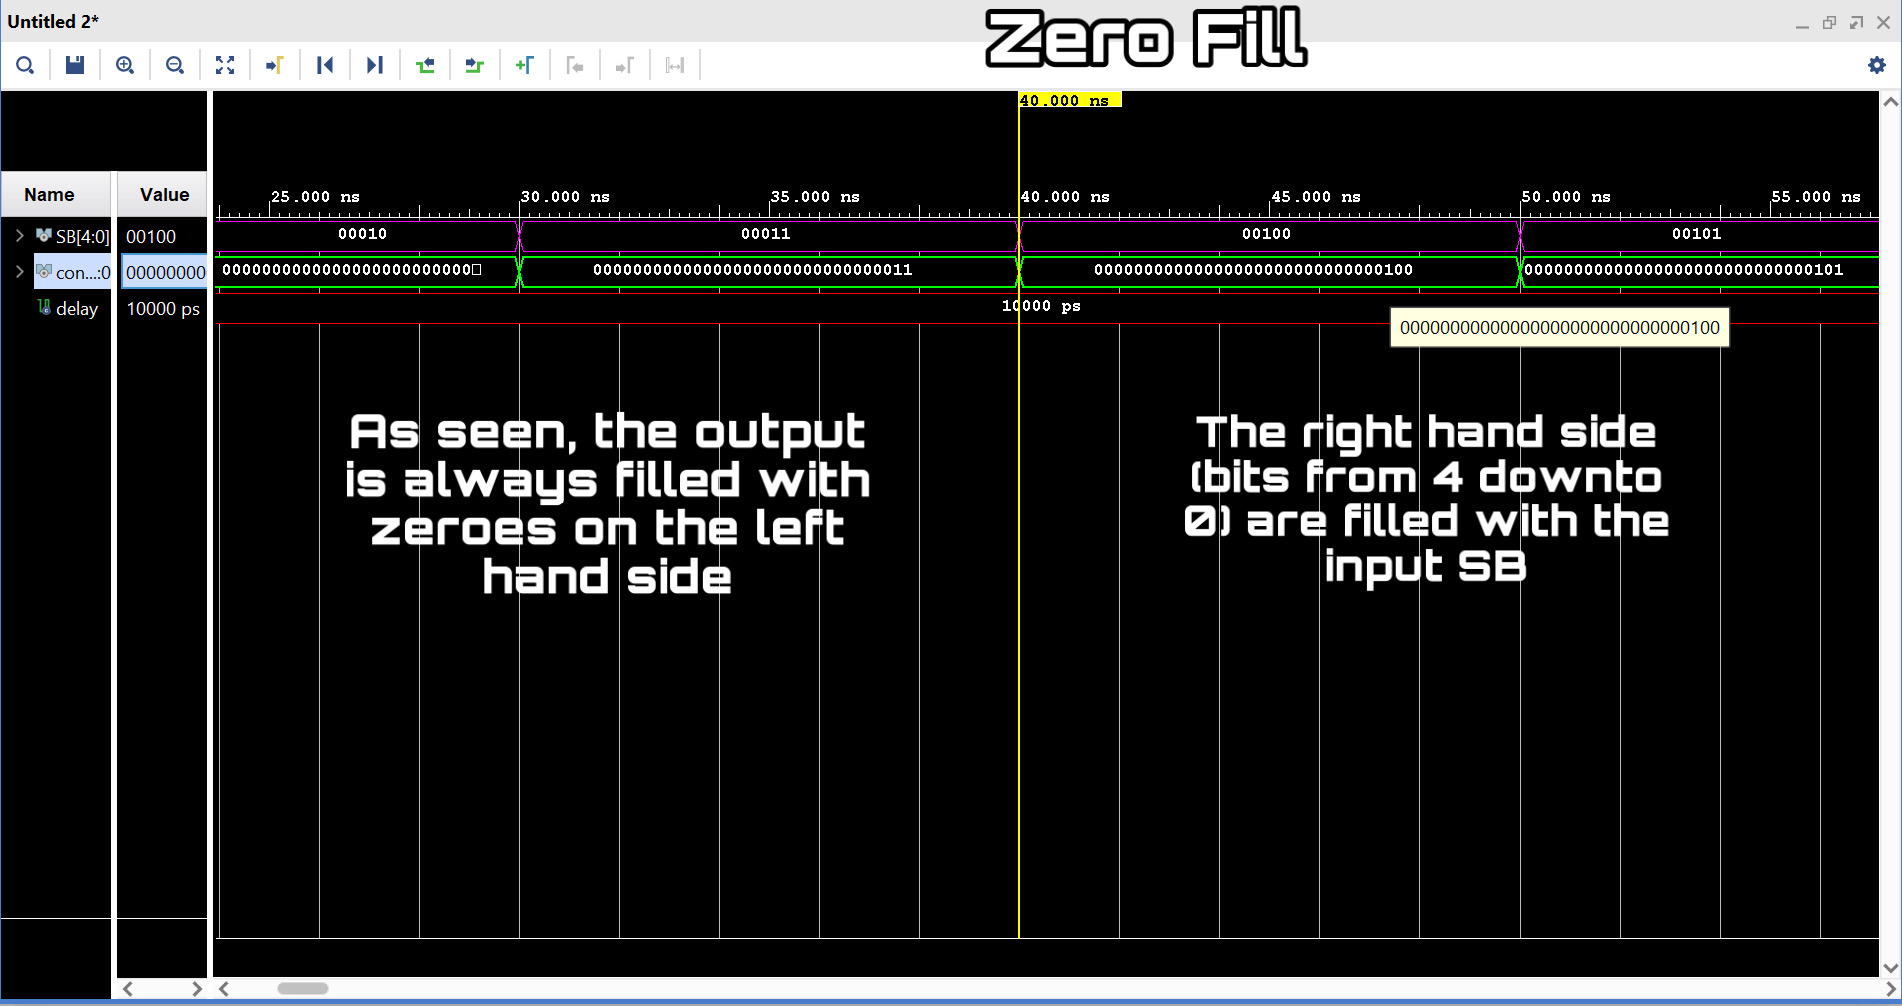 Untitled 2*
Zero Fill
40.000 ns
Name Value
25.000 ns 30.000 ns 35.000 ns 40.000 ns 45.000 ns 50.000 ns 55.000 ns
SB[4:0] 00100 00010 00011 00100 00101
con...:0 00000000 0000000000000000000000000 00000000000000000000000000000011 00000000000000000000000000000100 00000000000000000000000000000101
delay 10000 ps 10000 ps
00000000000000000000000000000100
As seen, the output
is always filled with
zeroes on the left
hand side
The right hand side
(bits from 4 downto
0) are filled with the
input SB